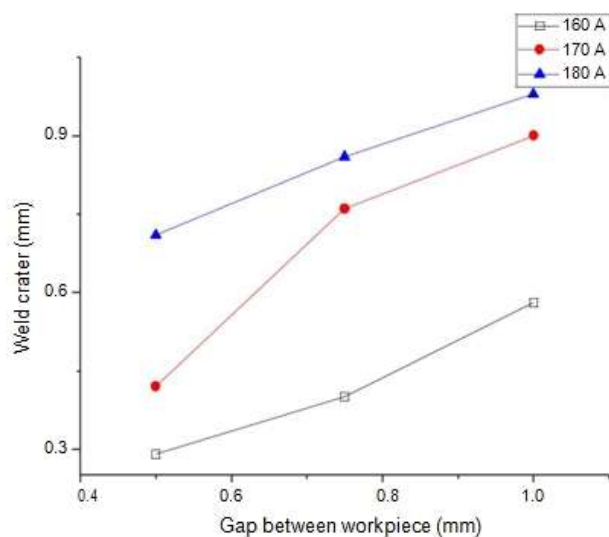 160 A
170 A
180 A
0.9
0.6
0.3
Weld crater (mm)
0.4 0.6 0.8 1.0
Gap between workpiece (mm)